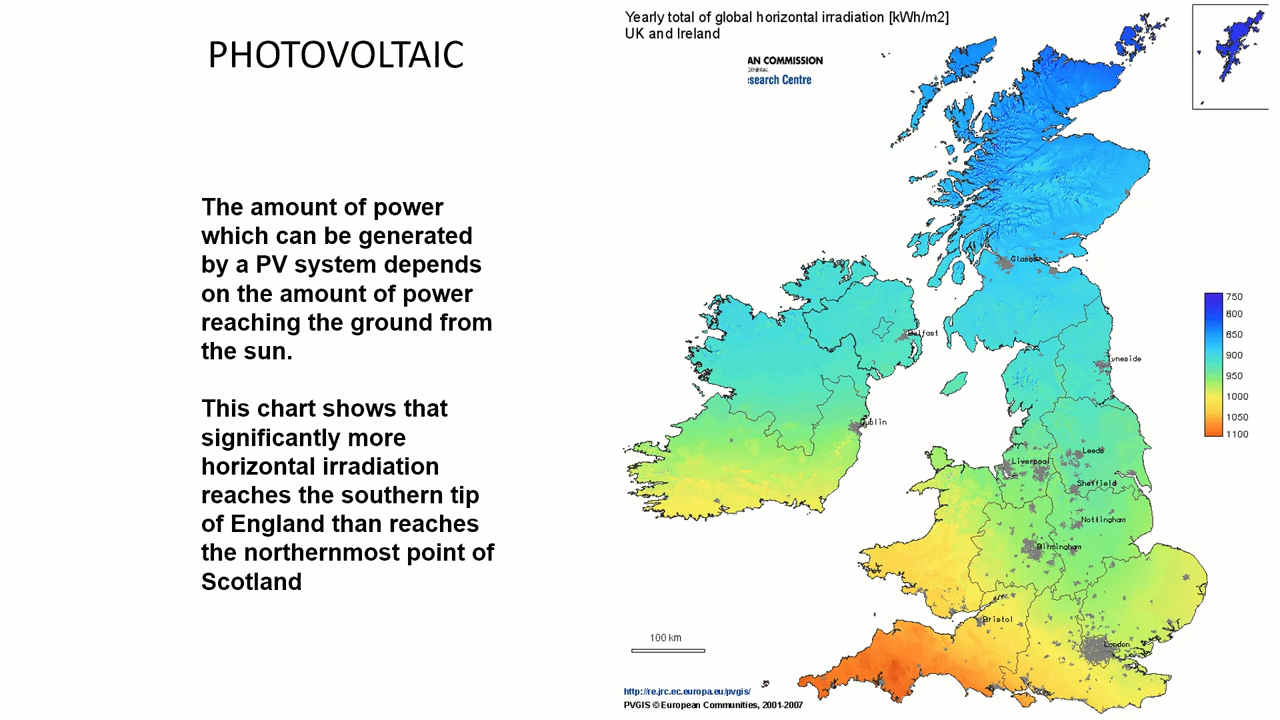 PHOTOVOLTAIC
The amount of power
which can be generated
by a PV system depends
on the amount of power
reaching the ground from
the sun.
This chart shows that
significantly more
horizontal irradiation
reaches the southern tip
of England than reaches
the northernmost point of
Scotland
Yearly total of global horizontal irradiation [kWh/m2]
UK and Ireland
AN COMMISSION
GENERAL
search Centre
Glasgow
Belfast
Tyneside
Dublin
Leeds
Liverpool
Sheffield
Nottingham
Birmingham
Bristol
London
750
800
850
900
950
1000
1050
1100
100 km
http://re.jrc.ec.europa.eu/pvgis/
PVGIS © European Communities, 2001-2007